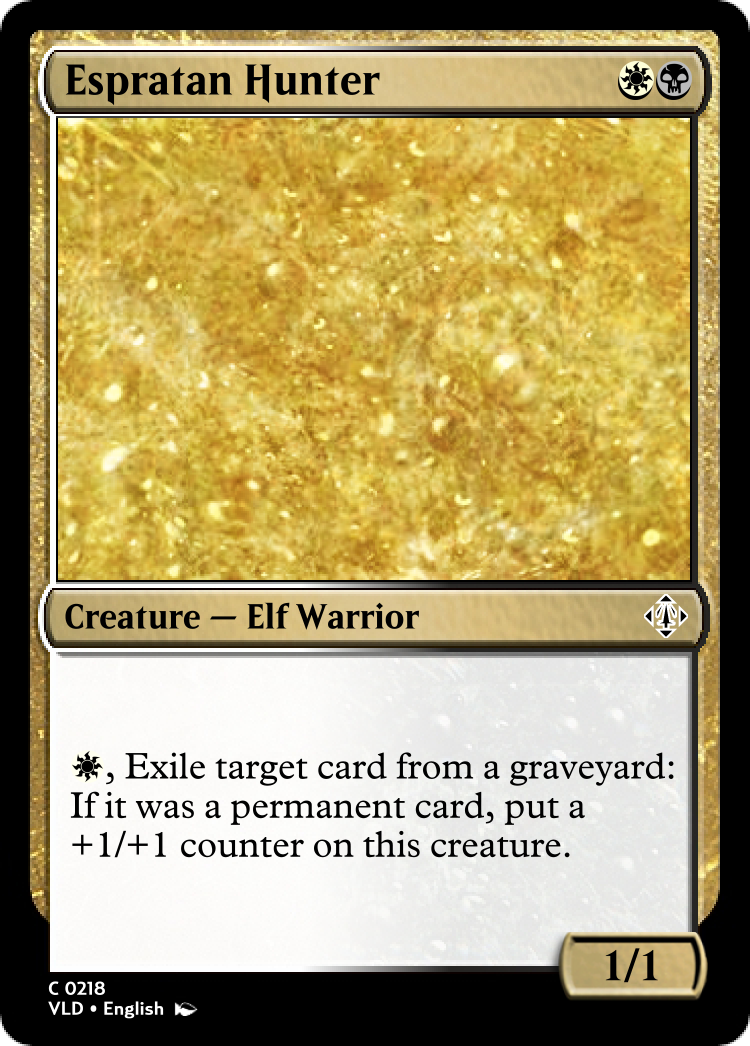 Espratan Hunter
Creature — Elf Warrior
, Exile target card from a graveyard:
If it was a permanent card, put a
+1/+1 counter on this creature.
1/1
C 0218
VLD • English